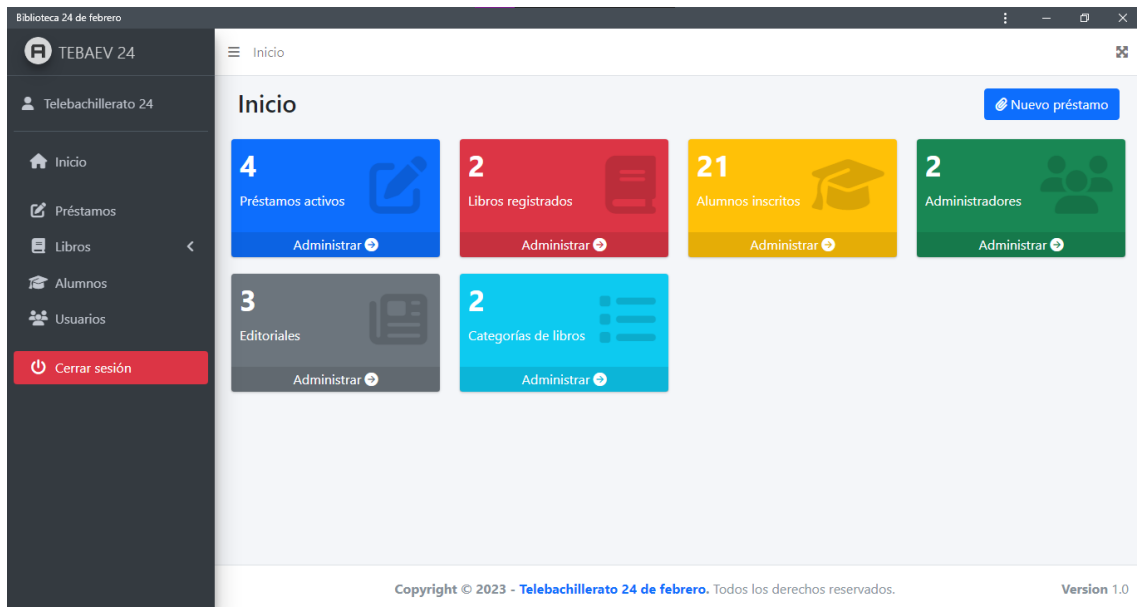 Biblioteca 24 de febrero
TEBAEV 24
Inicio
Telebachillerato 24
Inicio
Préstamos
Libros
Alumnos
Usuarios
Cerrar sesión
Inicio
Nuevo préstamo
4
Préstamos activos
Administrar
2
Libros registrados
Administrar
21
Alumnos inscritos
Administrar
2
Administradores
Administrar
3
Editoriales
Administrar
2
Categorías de libros
Administrar
Copyright © 2023 - Telebachillerato 24 de febrero. Todos los derechos reservados.
Version 1.0